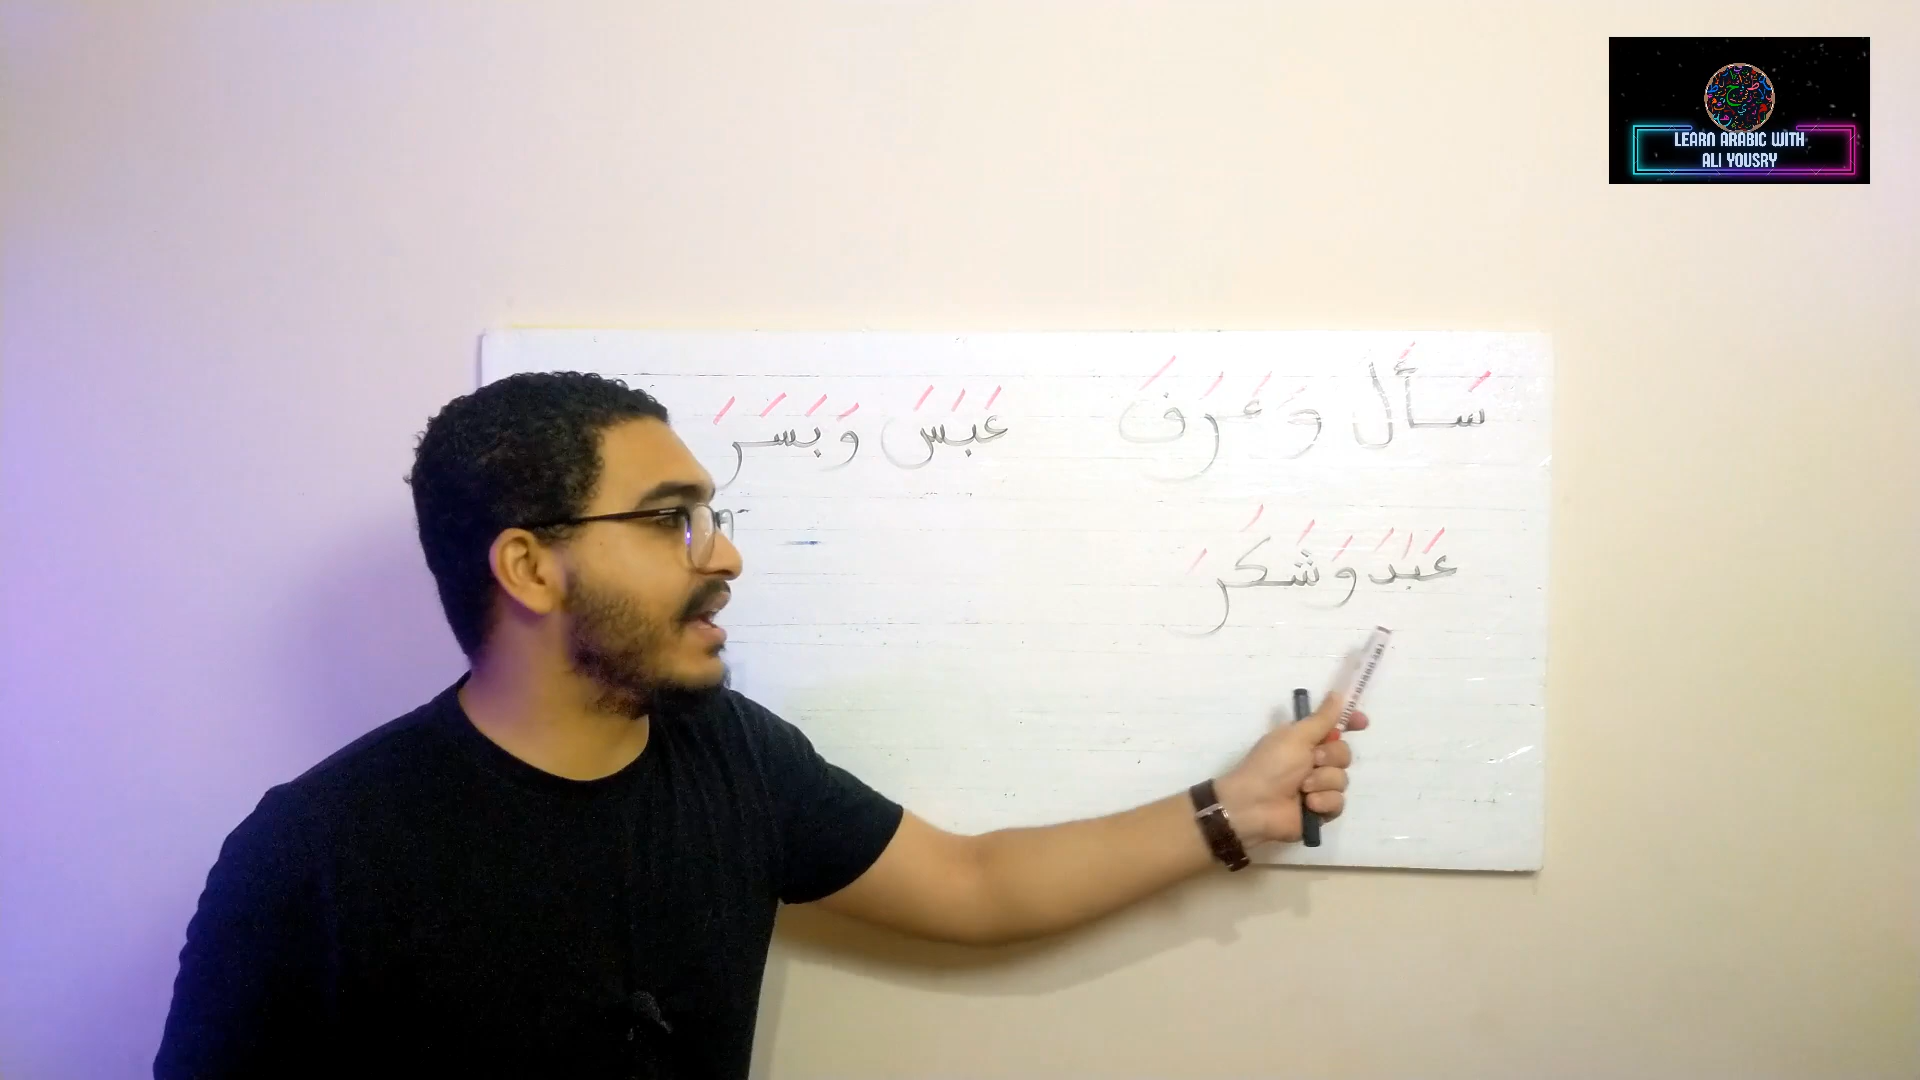 LEARN ARABIC WITH
ALI YOUSRY
سَأَلَ وَعَرَفَ
عَبَسَ وَبَسَرَ
عَبَدَ وَشَكَرَ